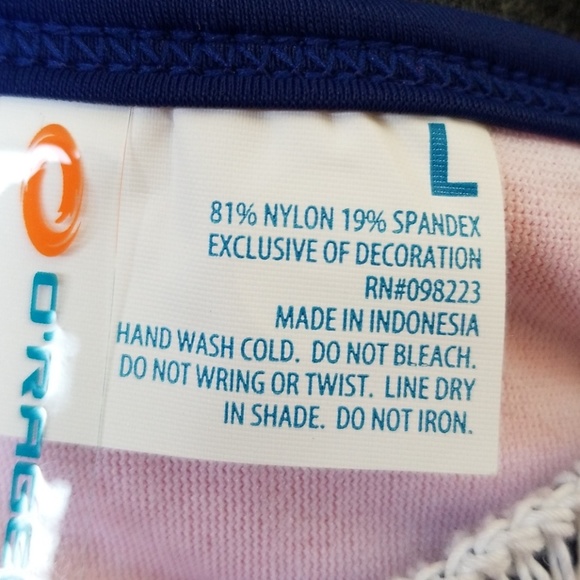 L
81% NYLON 19% SPANDEX
EXCLUSIVE OF DECORATION
RN#098223
MADE IN INDONESIA
HAND WASH COLD. DO NOT BLEACH.
DO NOT WRING OR TWIST. LINE DRY
IN SHADE. DO NOT IRON.
O'RAGE